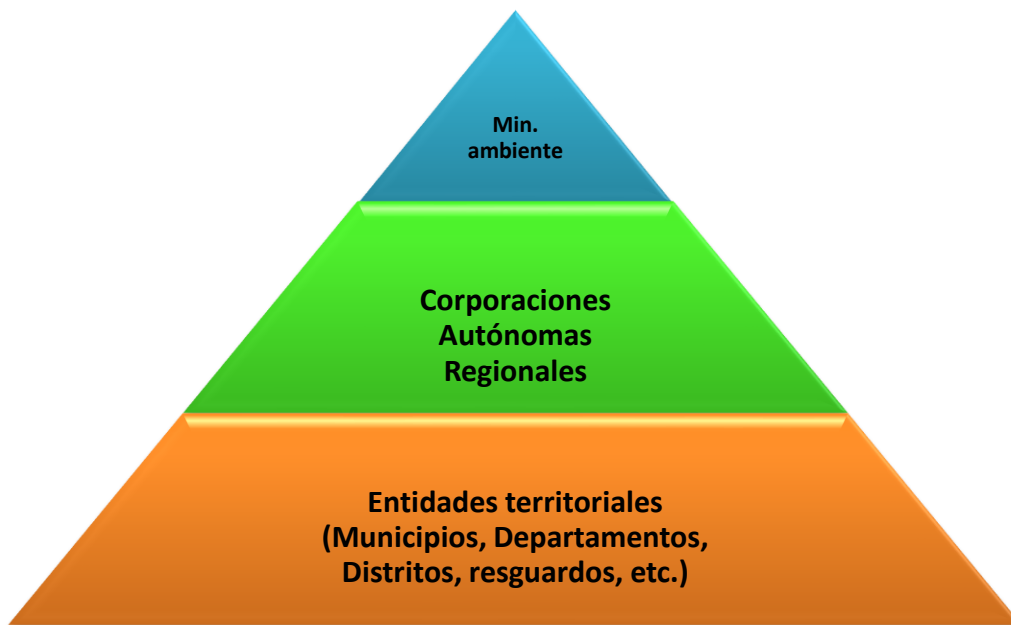 Min.
ambiente
Corporaciones
Autónomas
Regionales
Entidades territoriales
(Municipios, Departamentos,
Distritos, resguardos, etc.)